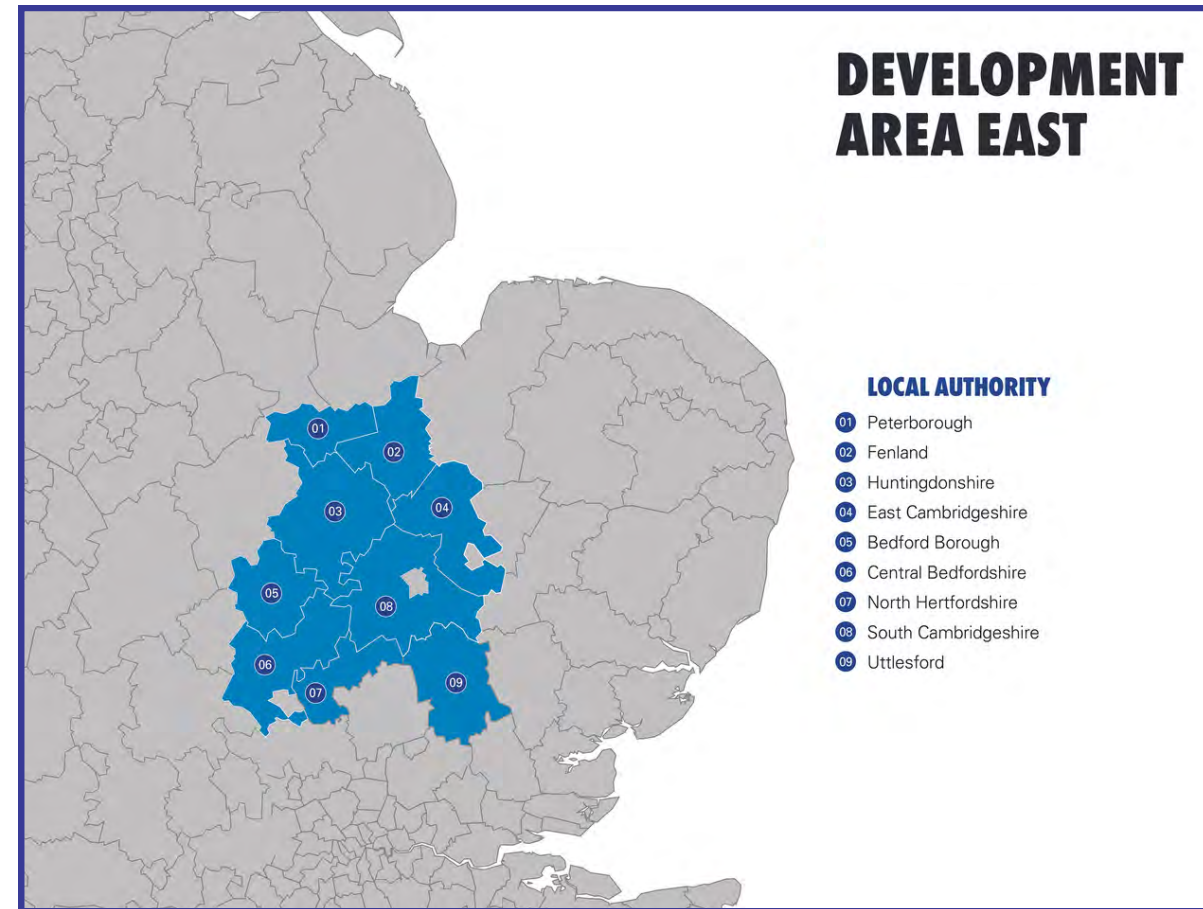 DEVELOPMENT
AREA EAST
LOCAL AUTHORITY
01 Peterborough
02 Fenland
03 Huntingdonshire
04 East Cambridgeshire
05 Bedford Borough
06 Central Bedfordshire
07 North Hertfordshire
08 South Cambridgeshire
09 Uttlesford
01
02
03
04
05
08
06
07
09